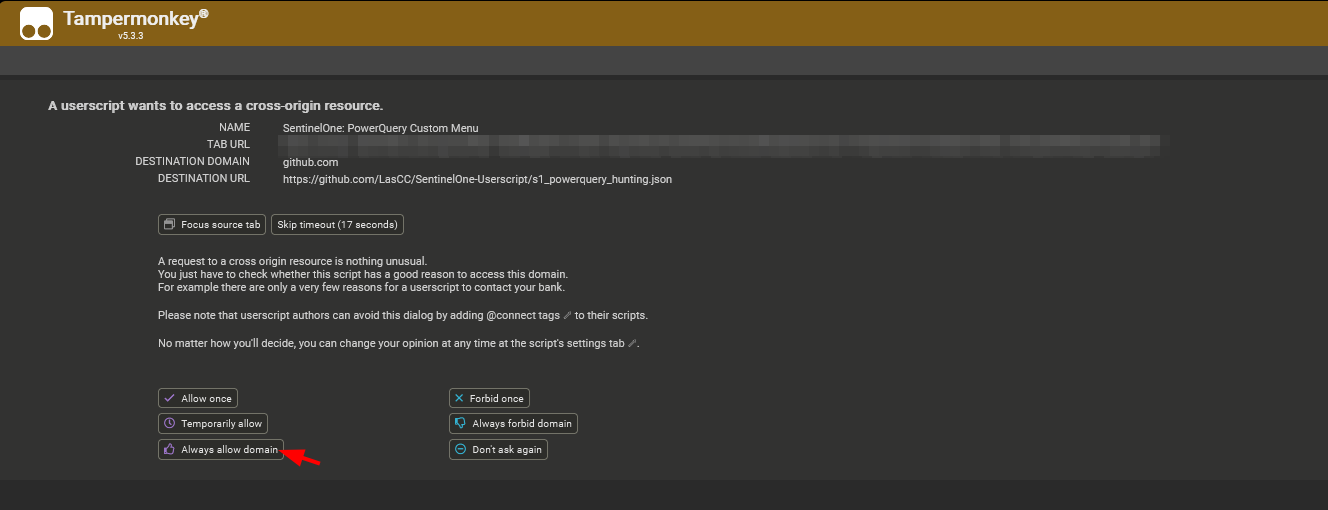 Tampermonkey®
v5.3.3
A userscript wants to access a cross-origin resource.
NAME SentinelOne: PowerQuery Custom Menu
TAB URL
DESTINATION DOMAIN github.com
DESTINATION URL https://github.com/LasCC/SentinelOne-Userscript/s1_powerquery_hunting.json
Focus source tab Skip timeout (17 seconds)
A request to a cross origin resource is nothing unusual.
You just have to check whether this script has a good reason to access this domain.
For example there are only a very few reasons for a userscript to contact your bank.
Please note that userscript authors can avoid this dialog by adding @connect tags to their scripts.
No matter how you'll decide, you can change your opinion at any time at the script's settings tab .
Allow once Forbid once
Temporarily allow Always forbid domain
Always allow domain Don't ask again